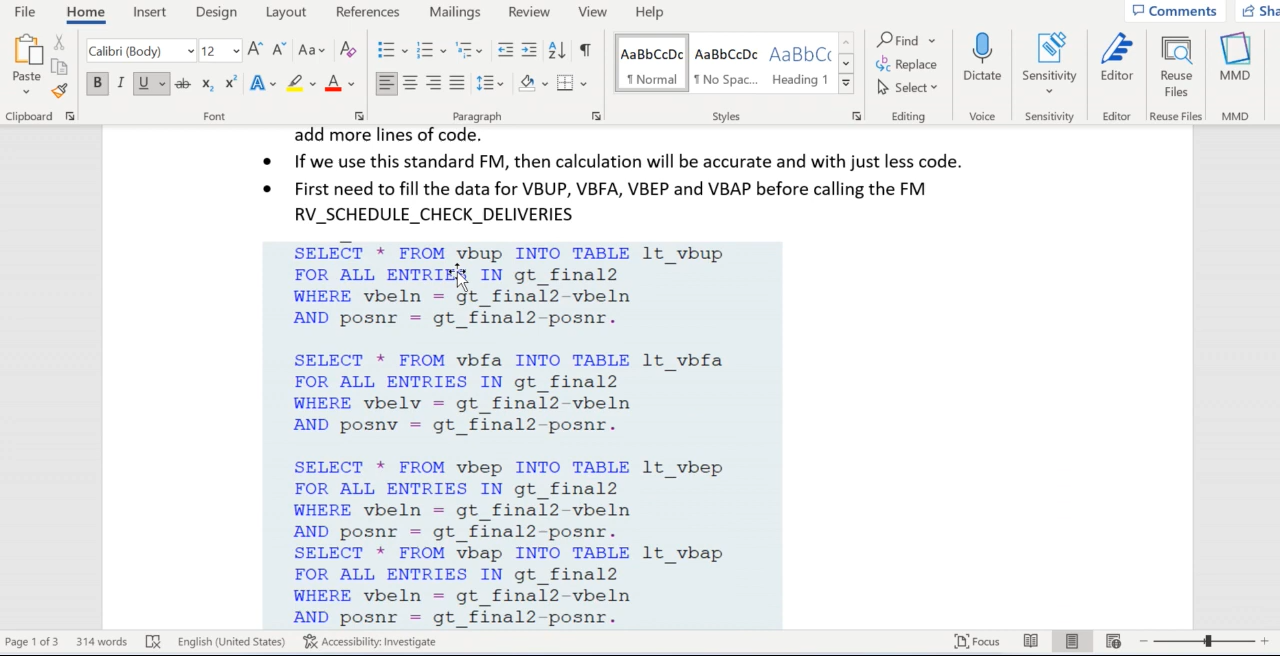 File Home Insert Design Layout References Mailings Review View Help Comments Sha
Calibri (Body) 12 Aa
Paste
B I U ab x₂ x² A A
AaBbCcDc AaBbCcDc AaBbCc
¶ Normal ¶ No Spac... Heading 1
Find
Replace
Select
Dictate Sensitivity Editor Reuse Files MMD
Clipboard Font Paragraph Styles Editing Voice Sensitivity Editor Reuse Files MMD
add more lines of code.
• If we use this standard FM, then calculation will be accurate and with just less code.
• First need to fill the data for VBUP, VBFA, VBEP and VBAP before calling the FM
RV_SCHEDULE_CHECK_DELIVERIES
SELECT * FROM vbup INTO TABLE lt_vbup
FOR ALL ENTRIES IN gt_final2
WHERE vbeln = gt_final2-vbeln
AND posnr = gt_final2-posnr.
SELECT * FROM vbfa INTO TABLE lt_vbfa
FOR ALL ENTRIES IN gt_final2
WHERE vbelv = gt_final2-vbeln
AND posnv = gt_final2-posnr.
SELECT * FROM vbep INTO TABLE lt_vbep
FOR ALL ENTRIES IN gt_final2
WHERE vbeln = gt_final2-vbeln
AND posnr = gt_final2-posnr.
SELECT * FROM vbap INTO TABLE lt_vbap
FOR ALL ENTRIES IN gt_final2
WHERE vbeln = gt_final2-vbeln
AND posnr = gt_final2-posnr.
Page 1 of 3 314 words English (United States) Accessibility: Investigate Focus